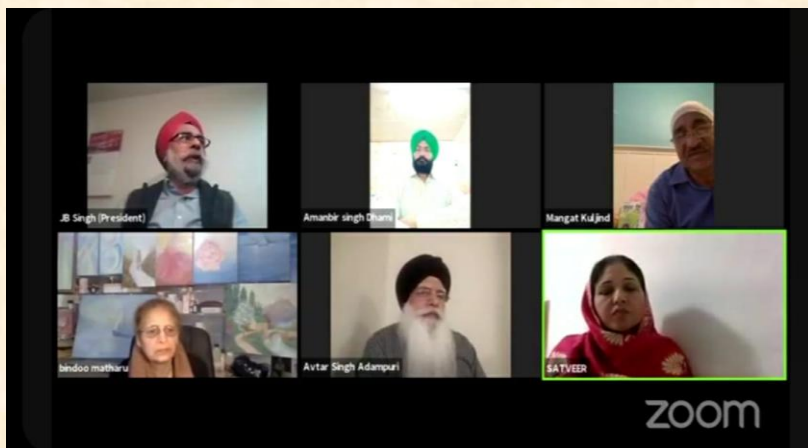 JB Singh (President)
Amanbir singh Dhami
Mangat Kuljind
bindoo matharu
Avtar Singh Adampuri
SATVEER
zoom